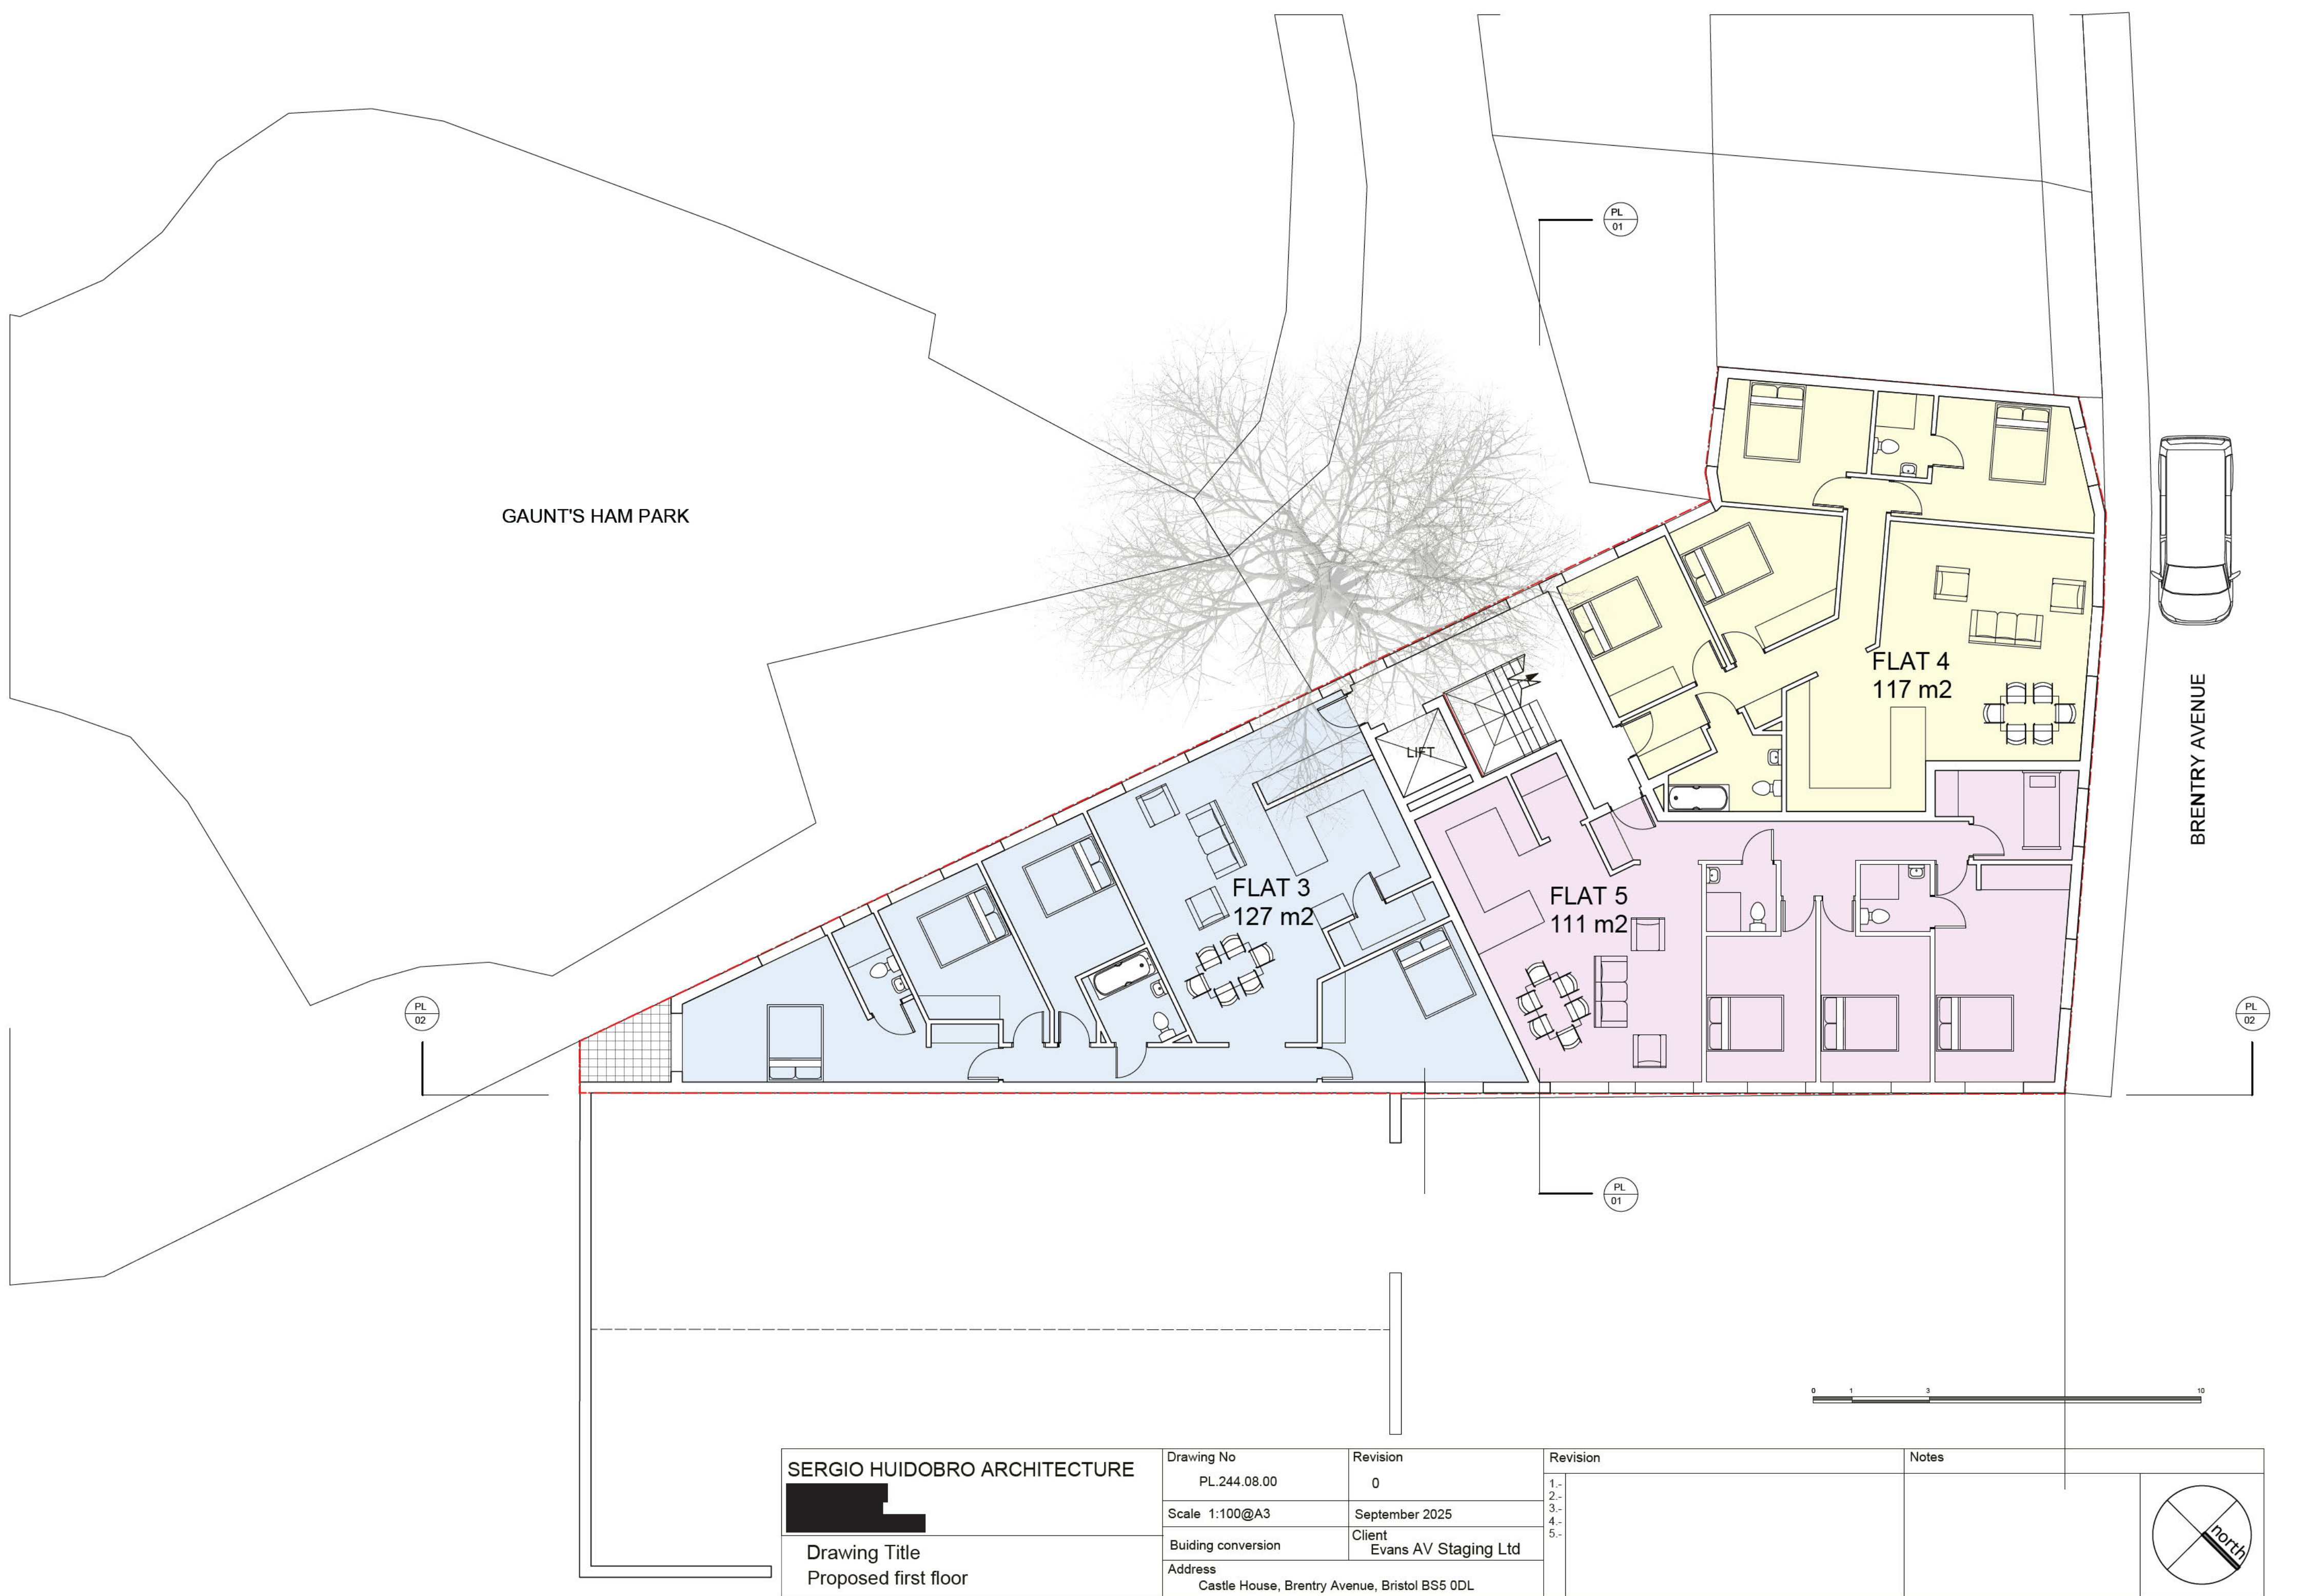 PL
01
GAUNT'S HAM PARK
FLAT 4
117 m2
BRENTRY AVENUE
LIFT
FLAT 3
127 m2
FLAT 5
111 m2
PL
02
PL
02
PL
01
0 1 3 10
SERGIO HUIDOBRO ARCHITECTURE
Drawing Title
Proposed first floor
Drawing No
PL.244.08.00
Revision
0
Scale 1:100@A3
September 2025
Buiding conversion
Client
Evans AV Staging Ltd
Address
Castle House, Brentry Avenue, Bristol BS5 0DL
Revision
1.-
2.-
3.-
4.-
5.-
Notes
north